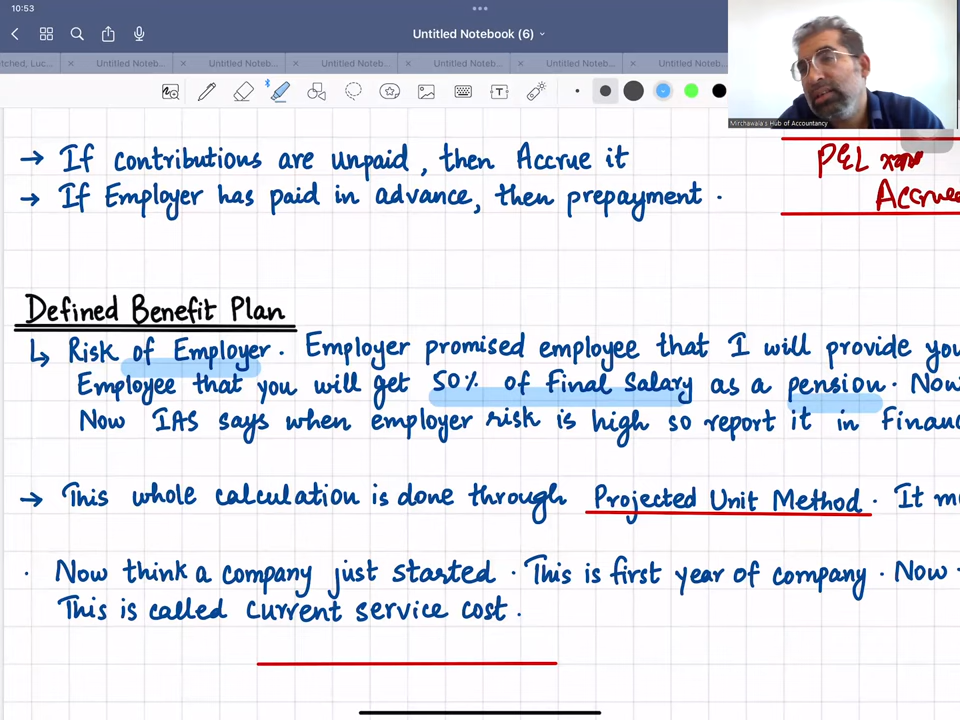 10:53
Untitled Notebook (6)
tched, Luc...
Untitled Noteb...
Untitled Noteb...
Untitled Noteb...
Untitled Noteb...
Untitled Noteb...
Untitled Noteb...
Mirchawala's Hub of Accountancy
→ If contributions are unpaid, then Accrue it
→ If Employer has paid in advance, then prepayment.
P&L
Accrue
Defined Benefit Plan
↳ Risk of Employer. Employer promised employee that I will provide you
Employee that you will get 50% of Final Salary as a pension. Now
Now IAS says when employer risk is high so report it in Financ
→ This whole calculation is done through Projected Unit Method. It m
· Now think a company just started. This is first year of company. Now
This is called current service cost.